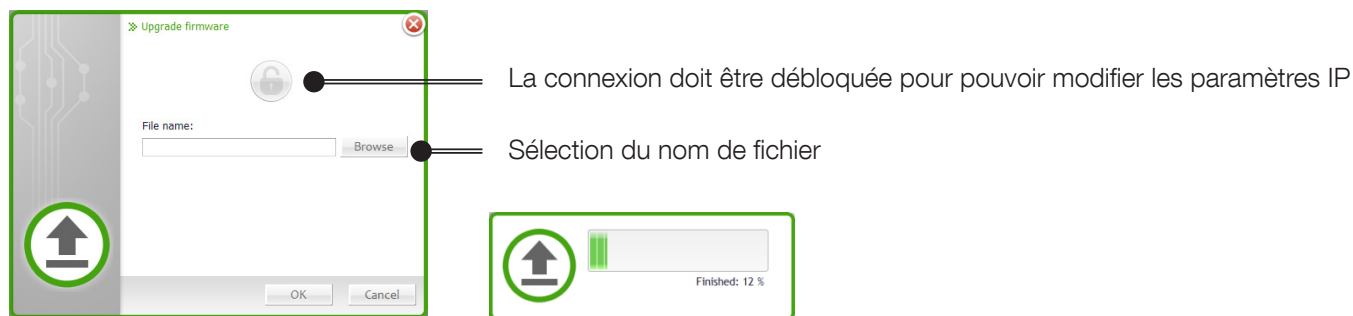 » Upgrade firmware
La connexion doit être débloquée pour pouvoir modifier les paramètres IP
File name:
Browse
Sélection du nom de fichier
Finished: 12 %
OK
Cancel